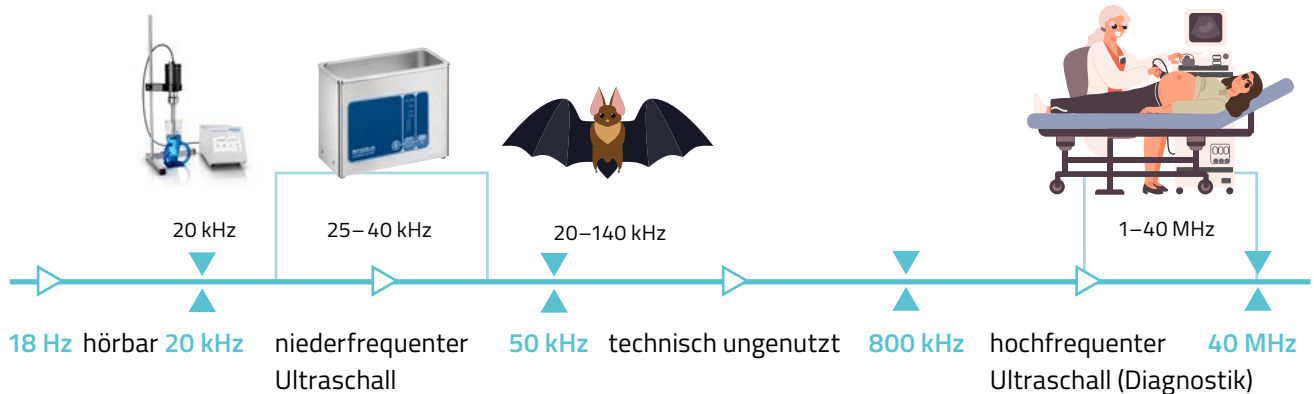 20 kHz
25–40 kHz
20–140 kHz
1–40 MHz
18 Hz hörbar 20 kHz niederfrequenter 50 kHz technisch ungenutzt 800 kHz hochfrequenter 40 MHz
Ultraschall Ultraschall (Diagnostik)